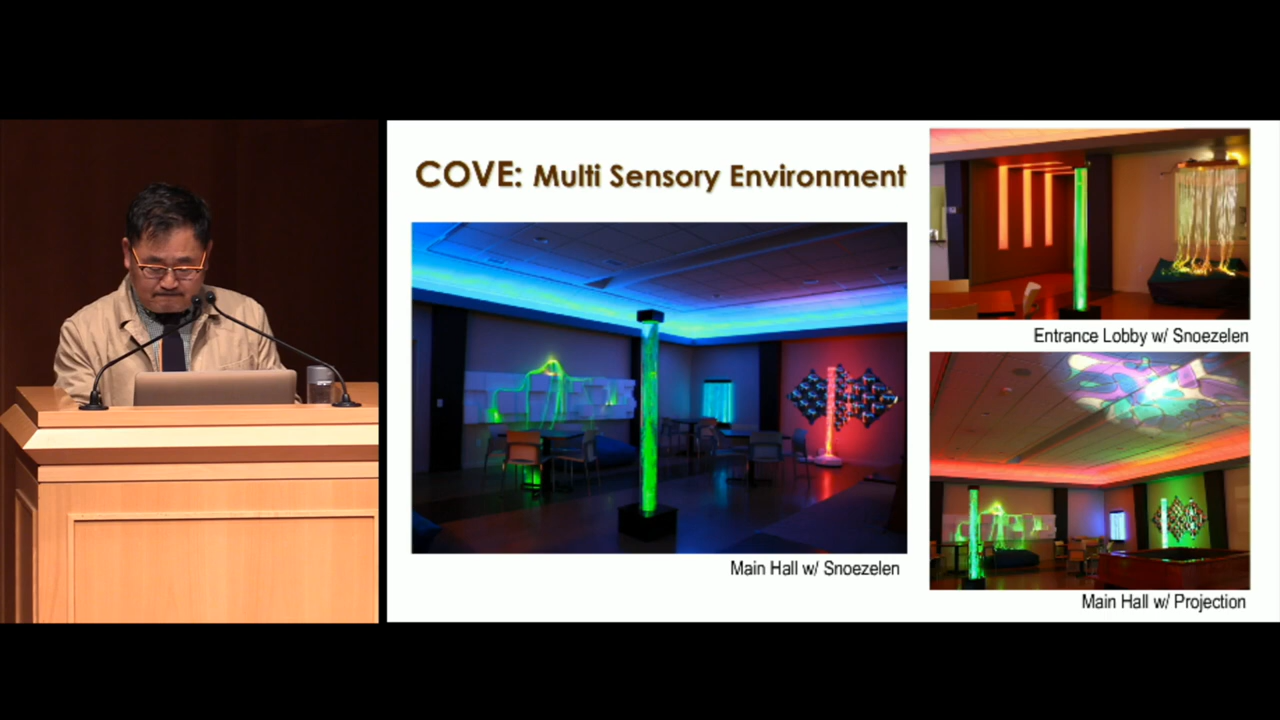 COVE: Multi Sensory Environment
Entrance Lobby w/ Snoezelen
Main Hall w/ Snoezelen
Main Hall w/ Projection